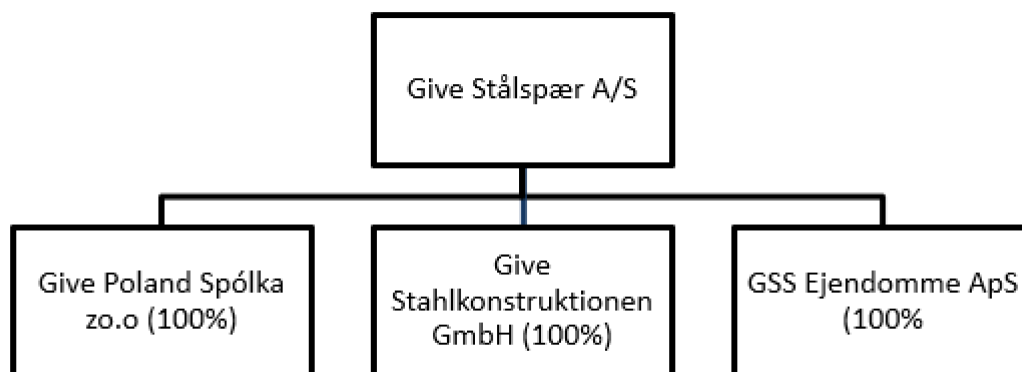 Give Stålspær A/S
Give Poland Spólka
zo.o (100%)
Give
Stahlkonstruktionen
GmbH (100%)
GSS Ejendomme ApS
(100%